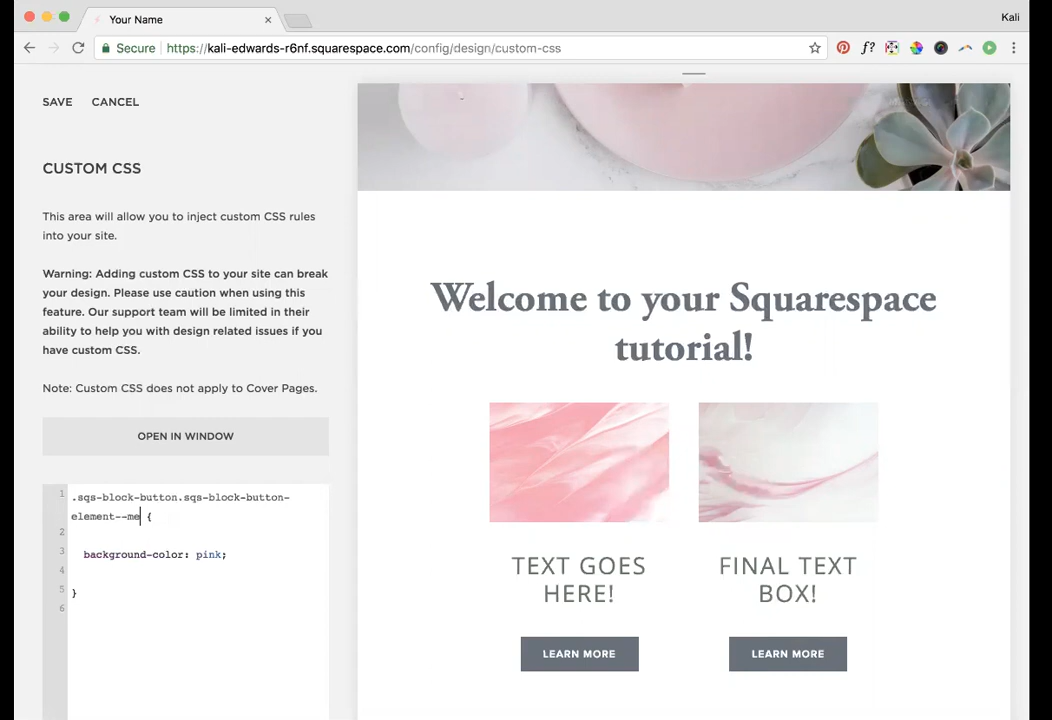 Your Name
Kali
Secure
https://kali-edwards-r6nf.squarespace.com/config/design/custom-css
f?
SAVE
CANCEL
CUSTOM CSS
This area will allow you to inject custom CSS rules
into your site.
Warning: Adding custom CSS to your site can break
your design. Please use caution when using this
feature. Our support team will be limited in their
ability to help you with design related issues if you
have custom CSS.
Note: Custom CSS does not apply to Cover Pages.
OPEN IN WINDOW
1 .sqs-block-button.sqs-block-button-
element--me {
2
3 background-color: pink;
4
5 }
6
Welcome to your Squarespace
tutorial!
TEXT GOES
HERE!
LEARN MORE
FINAL TEXT
BOX!
LEARN MORE